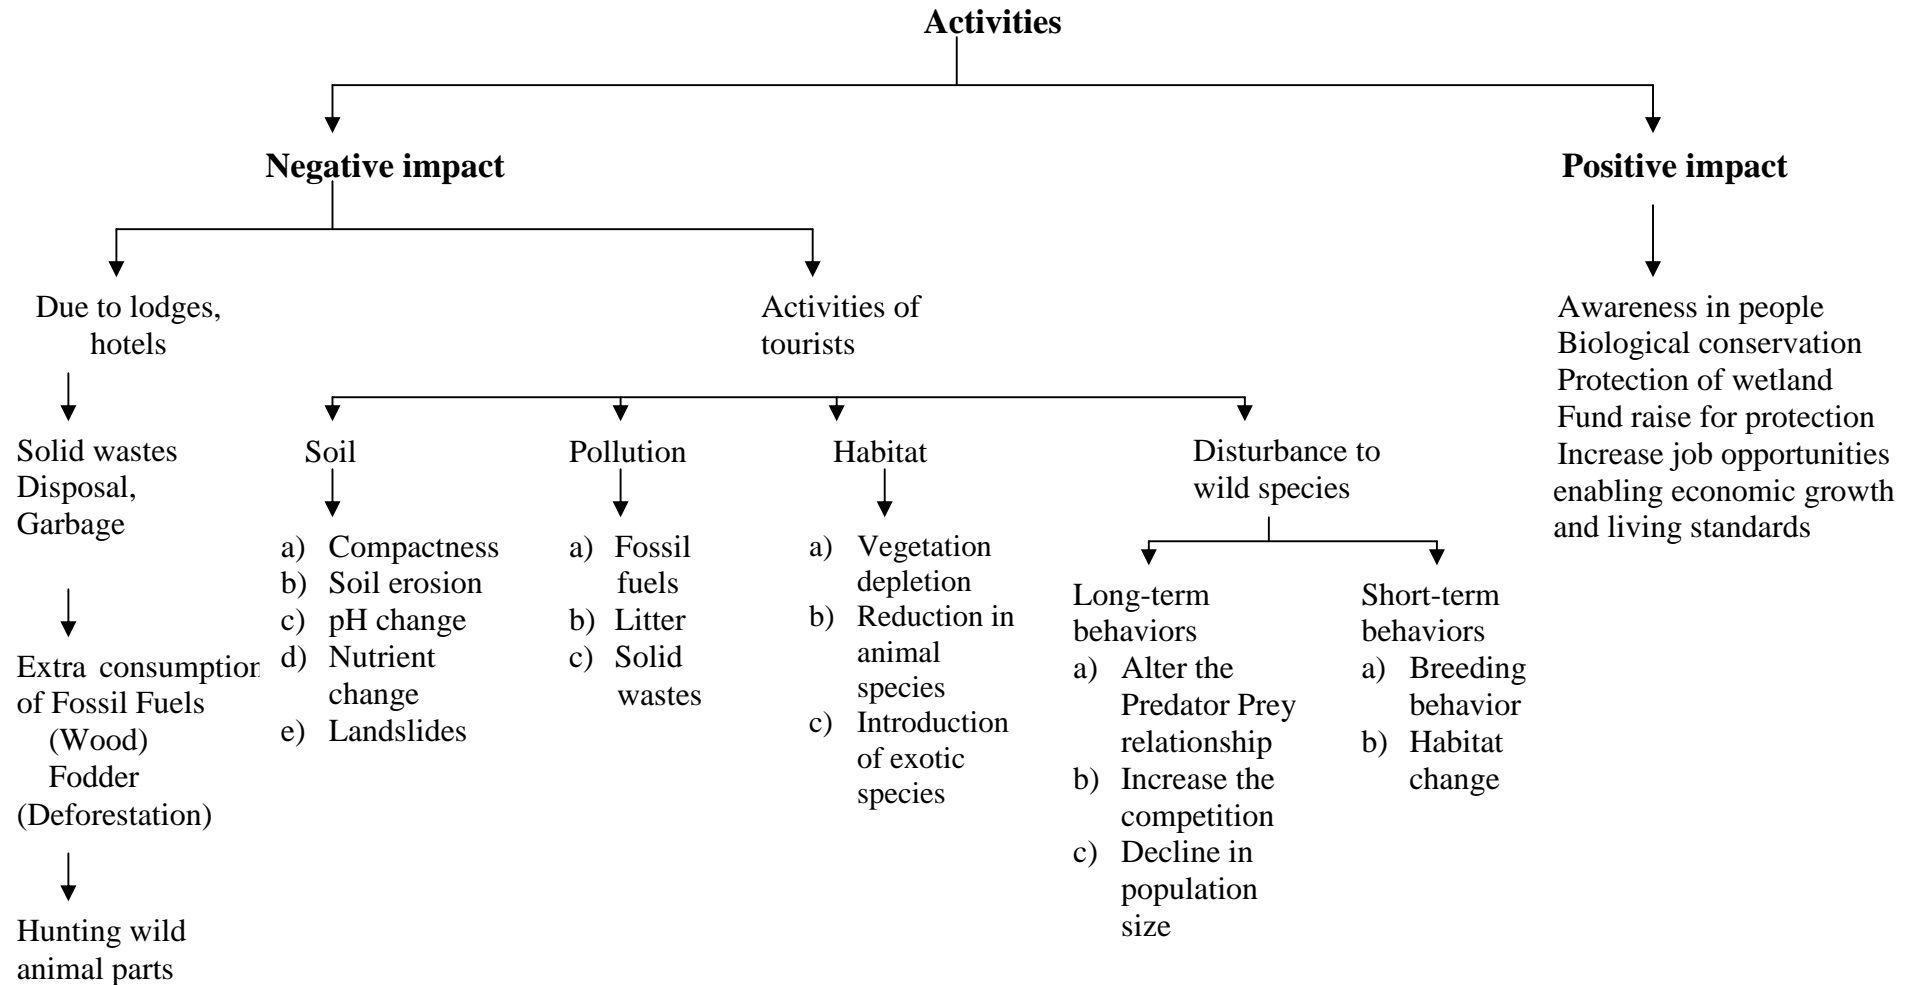 Activities
Negative impact
Positive impact
Due to lodges,
hotels
Activities of
tourists
Awareness in people
Biological conservation
Protection of wetland
Fund raise for protection
Increase job opportunities
enabling economic growth
and living standards
Solid wastes
Disposal,
Garbage
Extra consumption
of Fossil Fuels
(Wood)
Fodder
(Deforestation)
Hunting wild
animal parts
Soil
a) Compactness
b) Soil erosion
c) pH change
d) Nutrient
change
e) Landslides
Pollution
a) Fossil
fuels
b) Litter
c) Solid
wastes
Habitat
a) Vegetation
depletion
b) Reduction in
animal
species
c) Introduction
of exotic
species
Disturbance to
wild species
Long-term
behaviors
a) Alter the
Predator Prey
relationship
b) Increase the
competition
c) Decline in
population
size
Short-term
behaviors
a) Breeding
behavior
b) Habitat
change